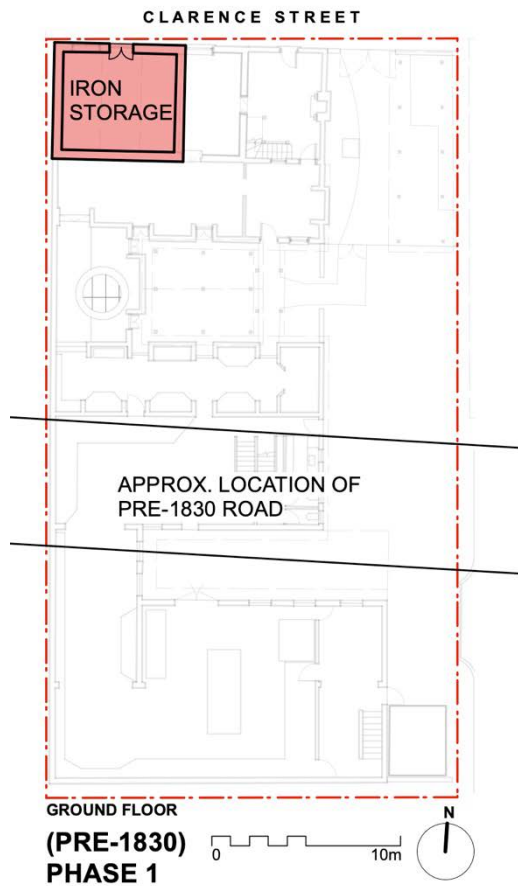 CLARENCE STREET
IRON
STORAGE
APPROX. LOCATION OF
PRE-1830 ROAD
GROUND FLOOR
(PRE-1830)
PHASE 1
0
10m
N